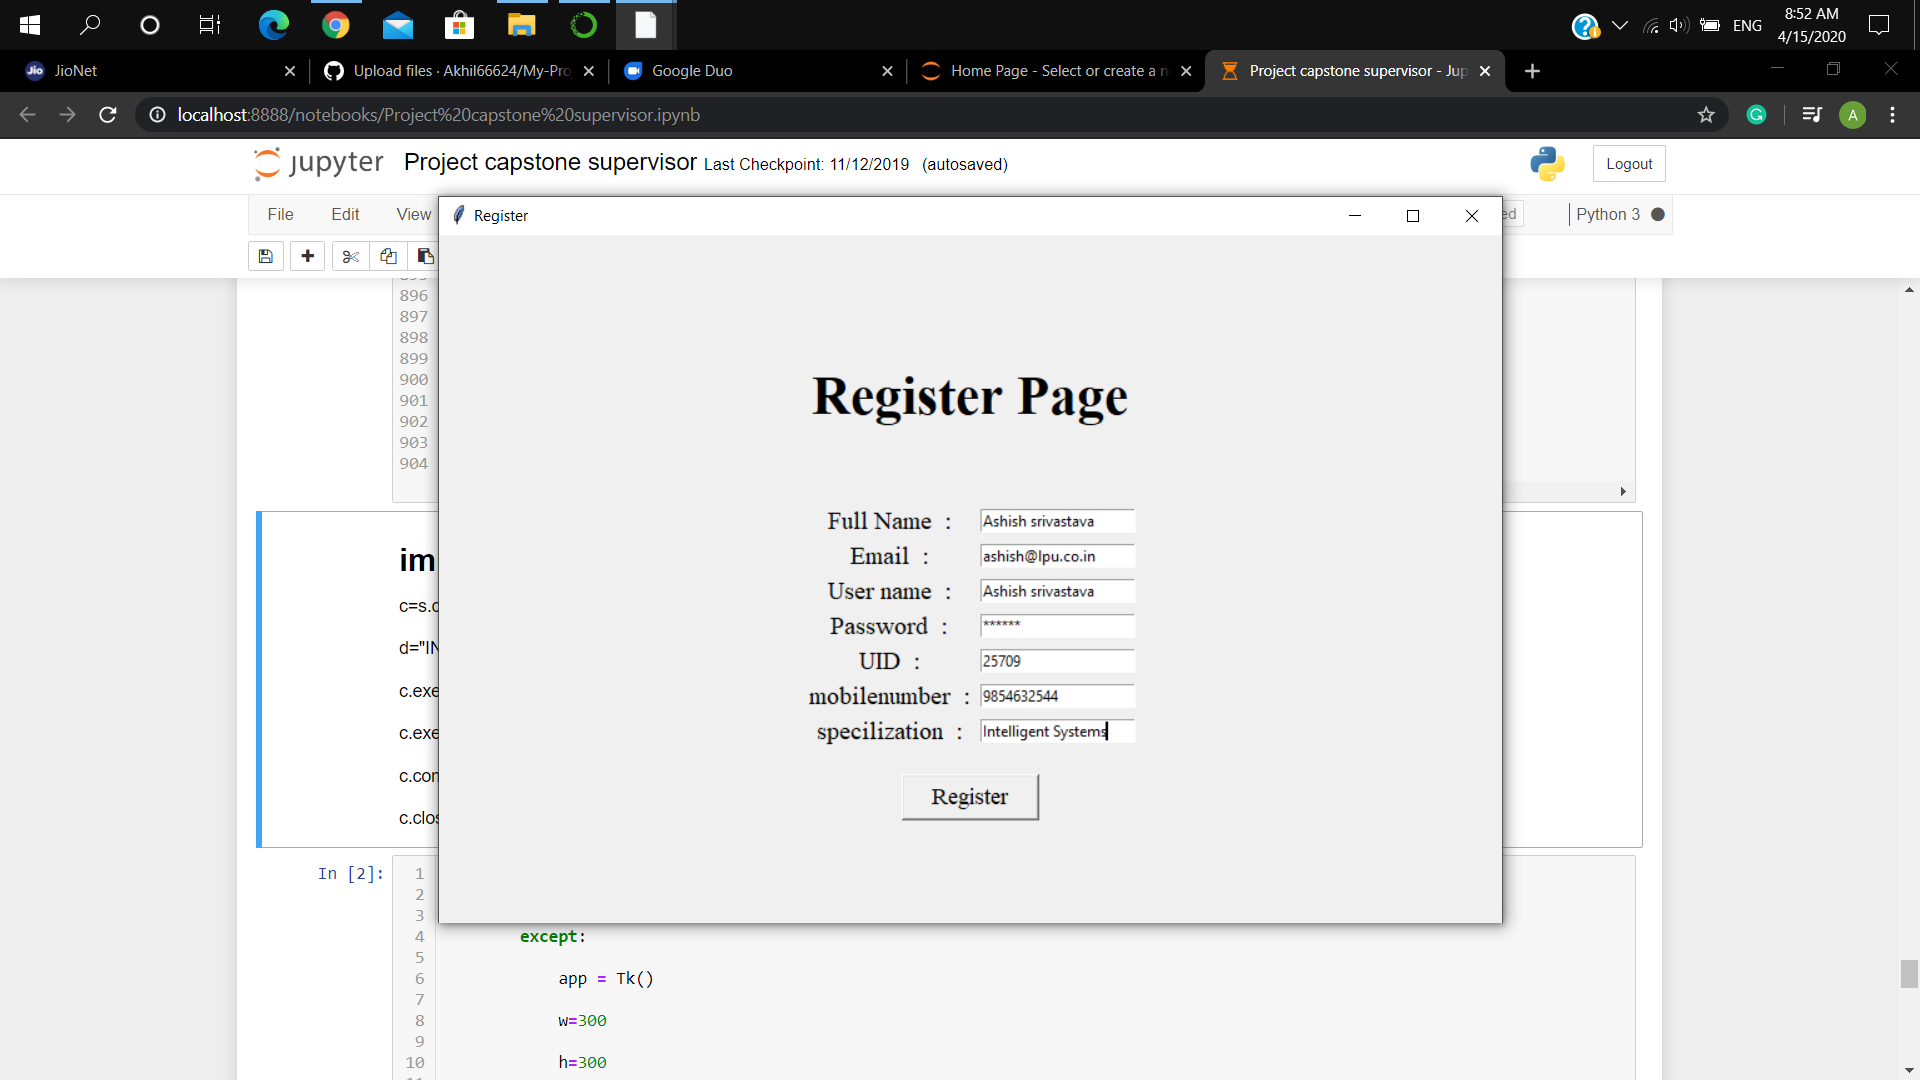 ENG
8:52 AM
4/15/2020
JioNet
Upload files · Akhil66624/My-Pro
Google Duo
Home Page - Select or create a n
Project capstone supervisor - Jup
localhost:8888/notebooks/Project%20capstone%20supervisor.ipynb
A
jupyter Project capstone supervisor Last Checkpoint: 11/12/2019 (autosaved)
Logout
File Edit View
Python 3
Register
896
897
898
899
900
901
902
903
904
Register Page
Full Name : Ashish srivastava
Email : ashish@lpu.co.in
User name : Ashish srivastava
Password : ******
UID : 25709
mobilenumber : 9854632544
specilization : Intelligent Systems
Register
im
c=s.c
d="IN
c.exe
c.exe
c.con
c.clos
In [2]: 1
2
3
4 except:
5
6 app = Tk()
7
8 w=300
9
10 h=300